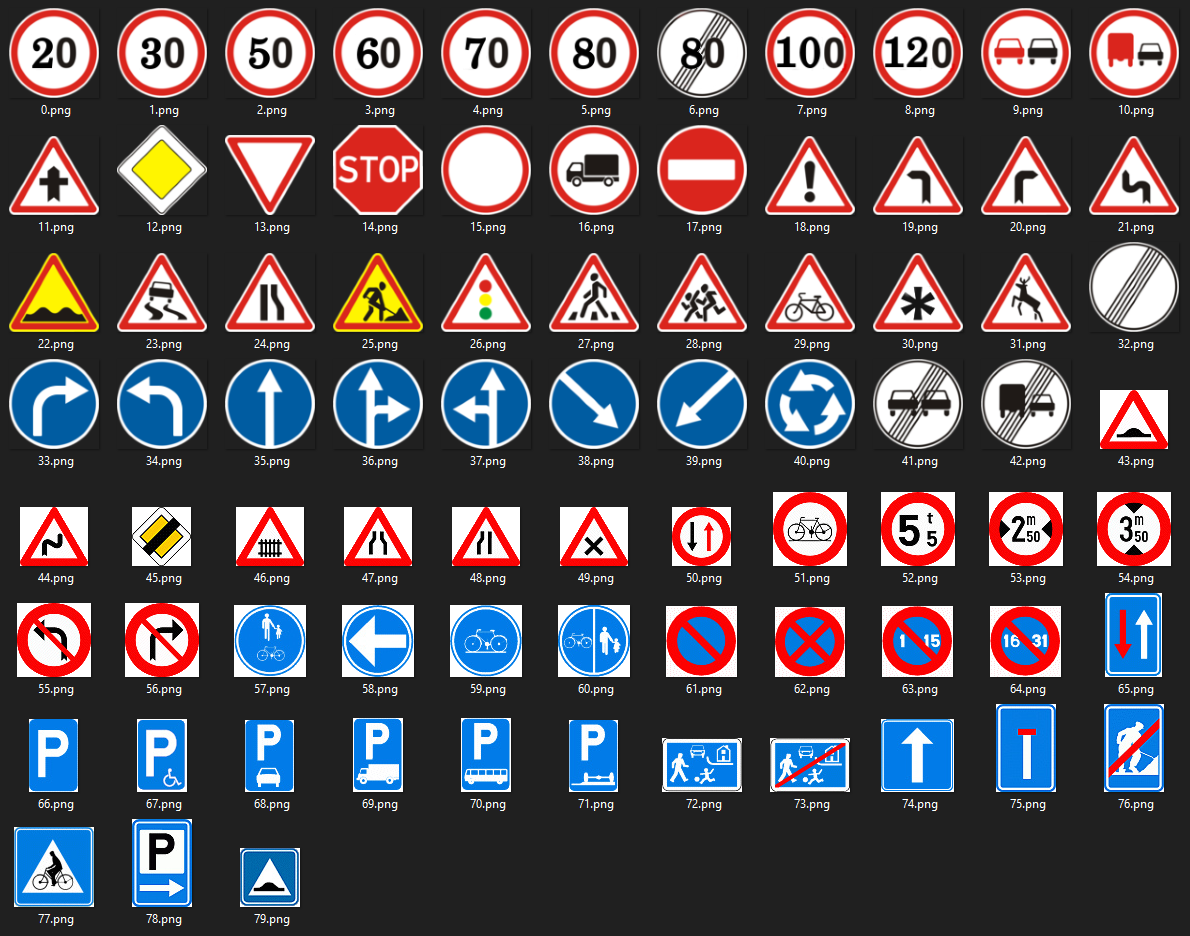 20 30 50 60 70 80 80 100 120
0.png 1.png 2.png 3.png 4.png 5.png 6.png 7.png 8.png 9.png 10.png
STOP
11.png 12.png 13.png 14.png 15.png 16.png 17.png 18.png 19.png 20.png 21.png
22.png 23.png 24.png 25.png 26.png 27.png 28.png 29.png 30.png 31.png 32.png
33.png 34.png 35.png 36.png 37.png 38.png 39.png 40.png 41.png 42.png 43.png
5t5 2m50 3m50
44.png 45.png 46.png 47.png 48.png 49.png 50.png 51.png 52.png 53.png 54.png
1 15 16 31
55.png 56.png 57.png 58.png 59.png 60.png 61.png 62.png 63.png 64.png 65.png
P P P P P P
66.png 67.png 68.png 69.png 70.png 71.png 72.png 73.png 74.png 75.png 76.png
P
77.png 78.png 79.png